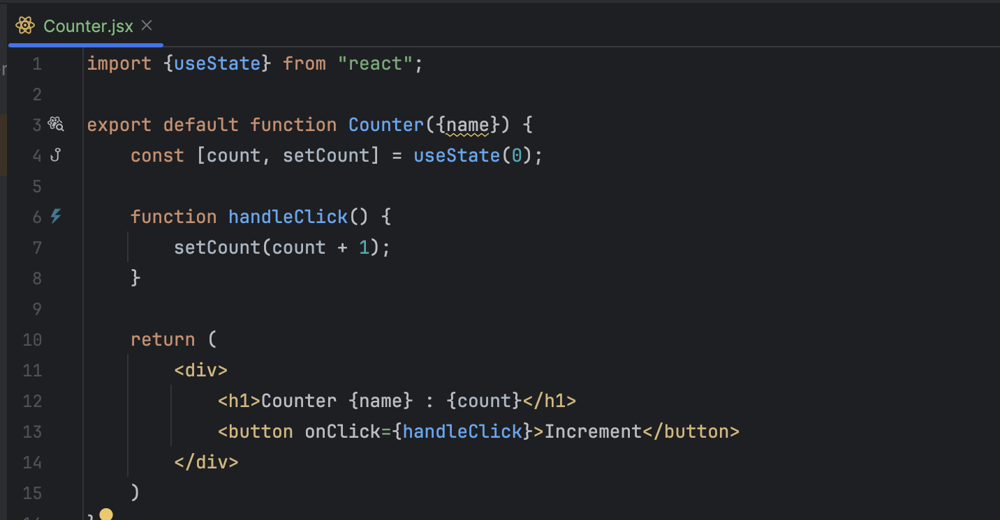 Counter.jsx
1 import {useState} from "react";
2
3 export default function Counter({name}) {
4     const [count, setCount] = useState(0);
5
6     function handleClick() {
7         setCount(count + 1);
8     }
9
10     return (
11         <div>
12             <h1>Counter {name} : {count}</h1>
13             <button onClick={handleClick}>Increment</button>
14         </div>
15     )
}